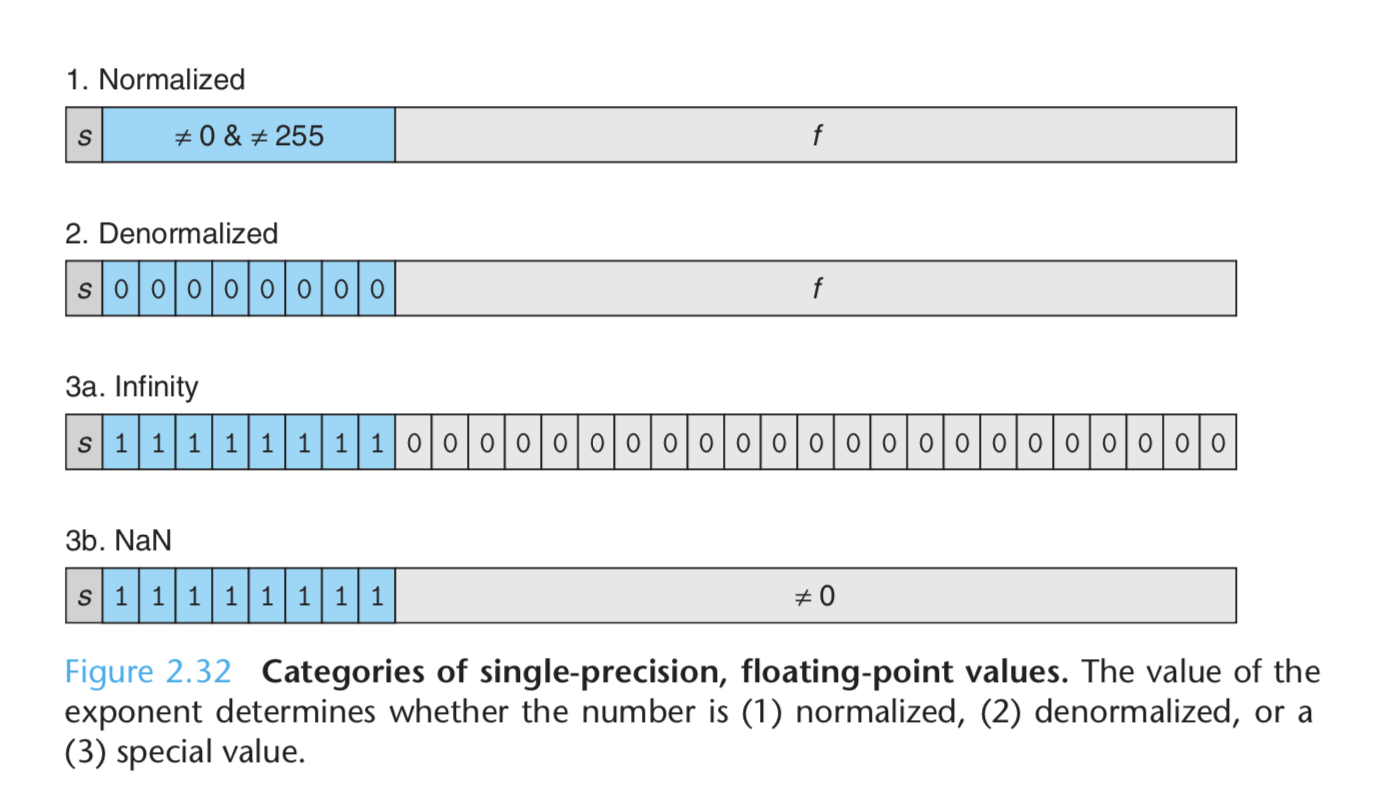 1. Normalized
s ≠ 0 & ≠ 255 f
2. Denormalized
s 0 0 0 0 0 0 0 0 f
3a. Infinity
s 1 1 1 1 1 1 1 1 0 0 0 0 0 0 0 0 0 0 0 0 0 0 0 0 0 0 0 0 0 0 0
3b. NaN
s 1 1 1 1 1 1 1 1 ≠ 0
Figure 2.32 Categories of single-precision, floating-point values. The value of the
exponent determines whether the number is (1) normalized, (2) denormalized, or a
(3) special value.